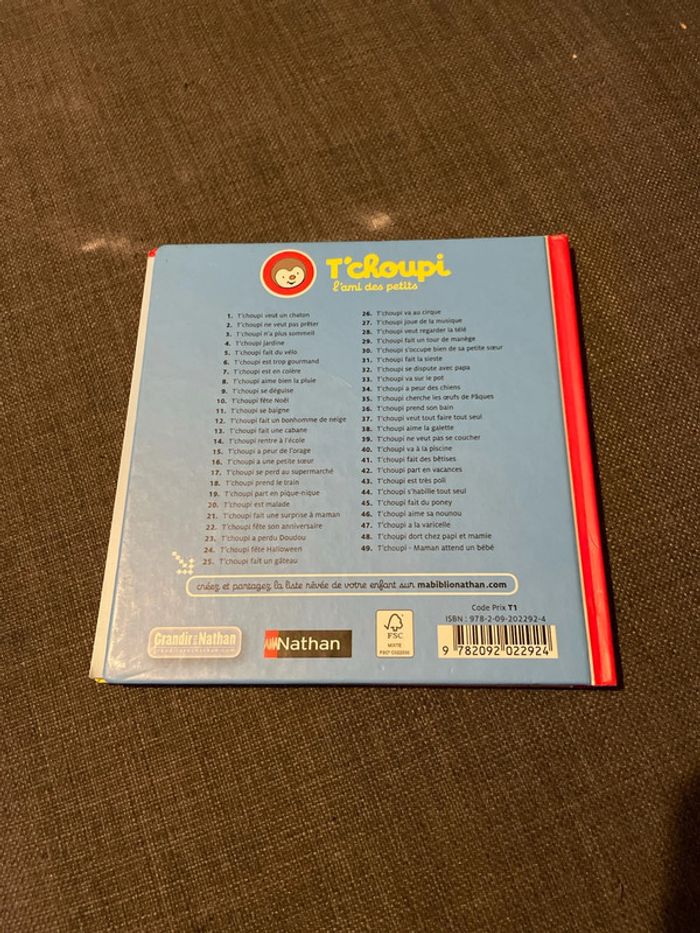 T'choupi
l'ami des petits
1. T'choupi veut un chaton
2. T'choupi ne veut pas prêter
3. T'choupi n'a plus sommeil
4. T'choupi jardine
5. T'choupi fait du vélo
6. T'choupi est trop gourmand
7. T'choupi est en colère
8. T'choupi aime bien la pluie
9. T'choupi se déguise
10. T'choupi fête Noël
11. T'choupi se baigne
12. T'choupi fait un bonhomme de neige
13. T'choupi fait une cabane
14. T'choupi rentre à l'école
15. T'choupi a peur de l'orage
16. T'choupi a une petite sœur
17. T'choupi se perd au supermarché
18. T'choupi prend le train
19. T'choupi part en pique-nique
20. T'choupi est malade
21. T'choupi fait une surprise à maman
22. T'choupi fête son anniversaire
23. T'choupi a perdu Doudou
24. T'choupi fête Halloween
25. T'choupi fait un gâteau
26. T'choupi va au cirque
27. T'choupi joue de la musique
28. T'choupi veut regarder la télé
29. T'choupi fait un tour de manège
30. T'choupi s'occupe bien de sa petite sœur
31. T'choupi fait la sieste
32. T'choupi se dispute avec papa
33. T'choupi va sur le pot
34. T'choupi a peur des chiens
35. T'choupi cherche les œufs de Pâques
36. T'choupi prend son bain
37. T'choupi veut tout faire tout seul
38. T'choupi aime la galette
39. T'choupi ne veut pas se coucher
40. T'choupi va à la piscine
41. T'choupi fait des bêtises
42. T'choupi part en vacances
43. T'choupi est très poli
44. T'choupi s'habille tout seul
45. T'choupi fait du poney
46. T'choupi aime sa nounou
47. T'choupi a la varicelle
48. T'choupi dort chez papi et mamie
49. T'choupi - Maman attend un bébé
créez et partagez la liste rêvée de votre enfant sur mabiblionathan.com
Grandir avec Nathan
Nathan
FSC
MIXTE
Code Prix T1
ISBN : 978-2-09-202292-4
9 782092 022924